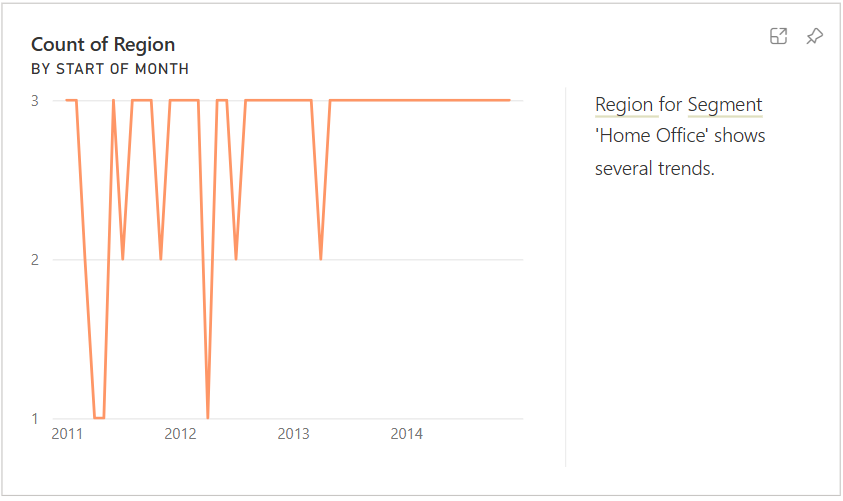 Count of Region
BY START OF MONTH
3
2
1
2011 2012 2013 2014
Region for Segment
'Home Office' shows
several trends.